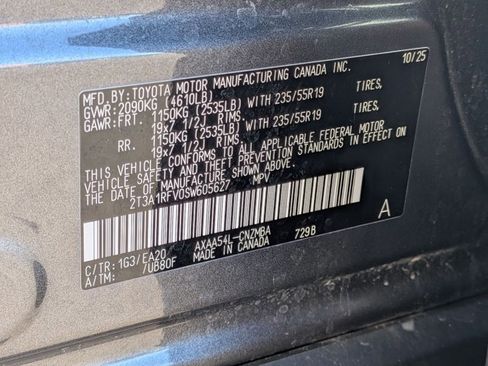 MFD.BY:TOYOTA MOTOR MANUFACTURING CANADA INC. 10/25
GVWR:2090KG (4610LB)
GAWR:FRT. 1150KG (2535LB) WITH 235/55R19 TIRES,
19x7 1/2J RIMS,
RR. 1150KG (2535LB) WITH 235/55R19 TIRES,
19x7 1/2J RIMS,
THIS VEHICLE CONFORMS TO ALL APPLICABLE FEDERAL MOTOR
VEHICLE SAFETY AND THEFT PREVENTION STANDARDS IN EFFECT
ON THE DATE OF MANUFACTURE SHOWN ABOVE.
2T3A1RFV0SW605627 MPV
A
C/TR:1G3/EA20 AXAA54L-CNZMBA 729B
A/TM: /UB80F MADE IN CANADA